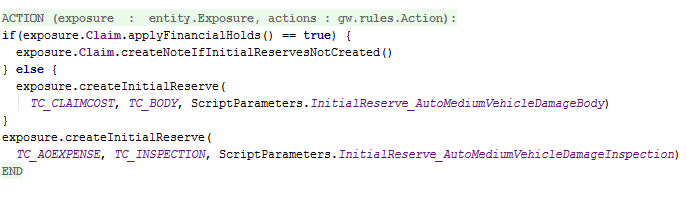 ACTION (exposure  :  entity.Exposure, actions : gw.rules.Action):
if(exposure.Claim.applyFinancialHolds() == true) {
  exposure.Claim.createNoteIfInitialReservesNotCreated()
} else {
  exposure.createInitialReserve(
    TC_CLAIMCOST, TC_BODY, ScriptParameters.InitialReserve_AutoMediumVehicleDamageBody)
}
exposure.createInitialReserve(
  TC_AOEXPENSE, TC_INSPECTION, ScriptParameters.InitialReserve_AutoMediumVehicleDamageInspection)
END